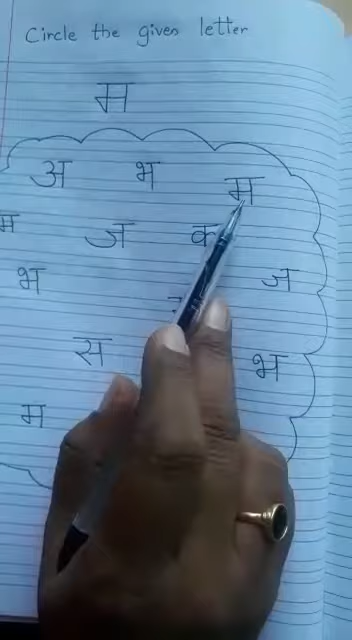 Circle the given letter
म
अ भ म
म ज क
भ ज
स भ
म